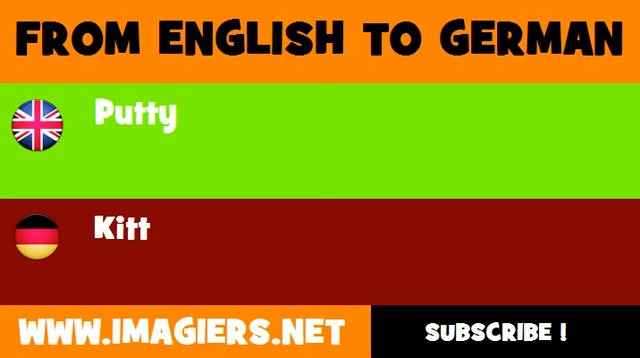 FROM ENGLISH TO GERMAN
Putty
Kitt
WWW.IMAGIERS.NET
SUBSCRIBE !